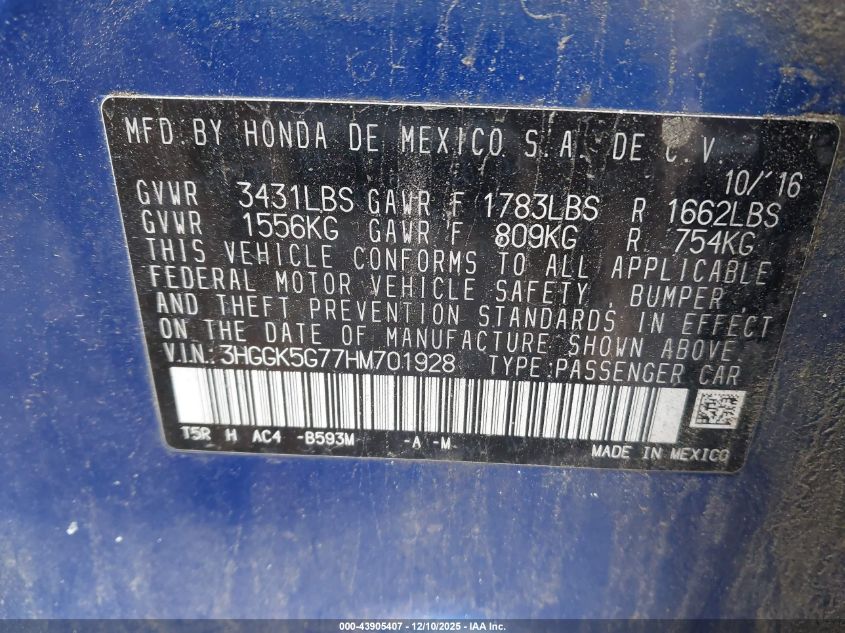 MFD. BY HONDA DE MEXICO S.A. DE C.V.
10/'16
GVWR 3431LBS GAWR F 1783LBS R 1662LBS
GVWR 1556KG GAWR F 809KG R 754KG
THIS VEHICLE CONFORMS TO ALL APPLICABLE
FEDERAL MOTOR VEHICLE SAFETY, BUMPER,
AND THEFT PREVENTION STANDARDS IN EFFECT
ON THE DATE OF MANUFACTURE SHOWN ABOVE.
V.I.N.: 3HGGK5G77HM701928 TYPE:PASSENGER CAR
T5R H AC4 -B593M -A -M
MADE IN MEXICO
000-43905407 - 12/10/2025 - IAA Inc.